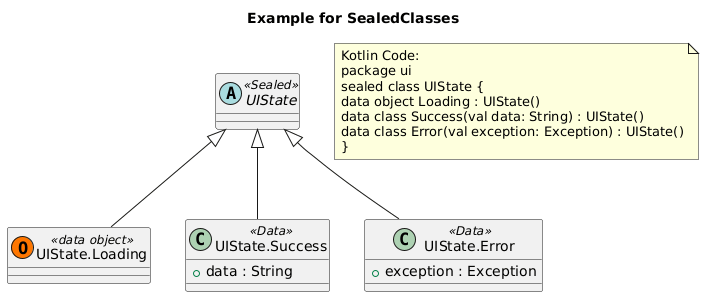 Example for SealedClasses
Kotlin Code:
package ui
sealed class UIState {
data object Loading : UIState()
data class Success(val data: String) : UIState()
data class Error(val exception: Exception) : UIState()
}
A «Sealed»
UIState
O «data object»
UIState.Loading
C «Data»
UIState.Success
data : String
C «Data»
UIState.Error
exception : Exception